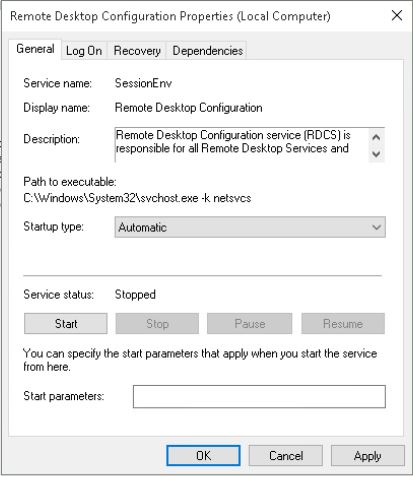 Remote Desktop Configuration Properties (Local Computer)
General Log On Recovery Dependencies
Service name: SessionEnv
Display name: Remote Desktop Configuration
Description: Remote Desktop Configuration service (RDCS) is
responsible for all Remote Desktop Services and
Path to executable:
C:\Windows\System32\svchost.exe -k netsvcs
Startup type: Automatic
Service status: Stopped
Start Stop Pause Resume
You can specify the start parameters that apply when you start the service
from here.
Start parameters:
OK Cancel Apply